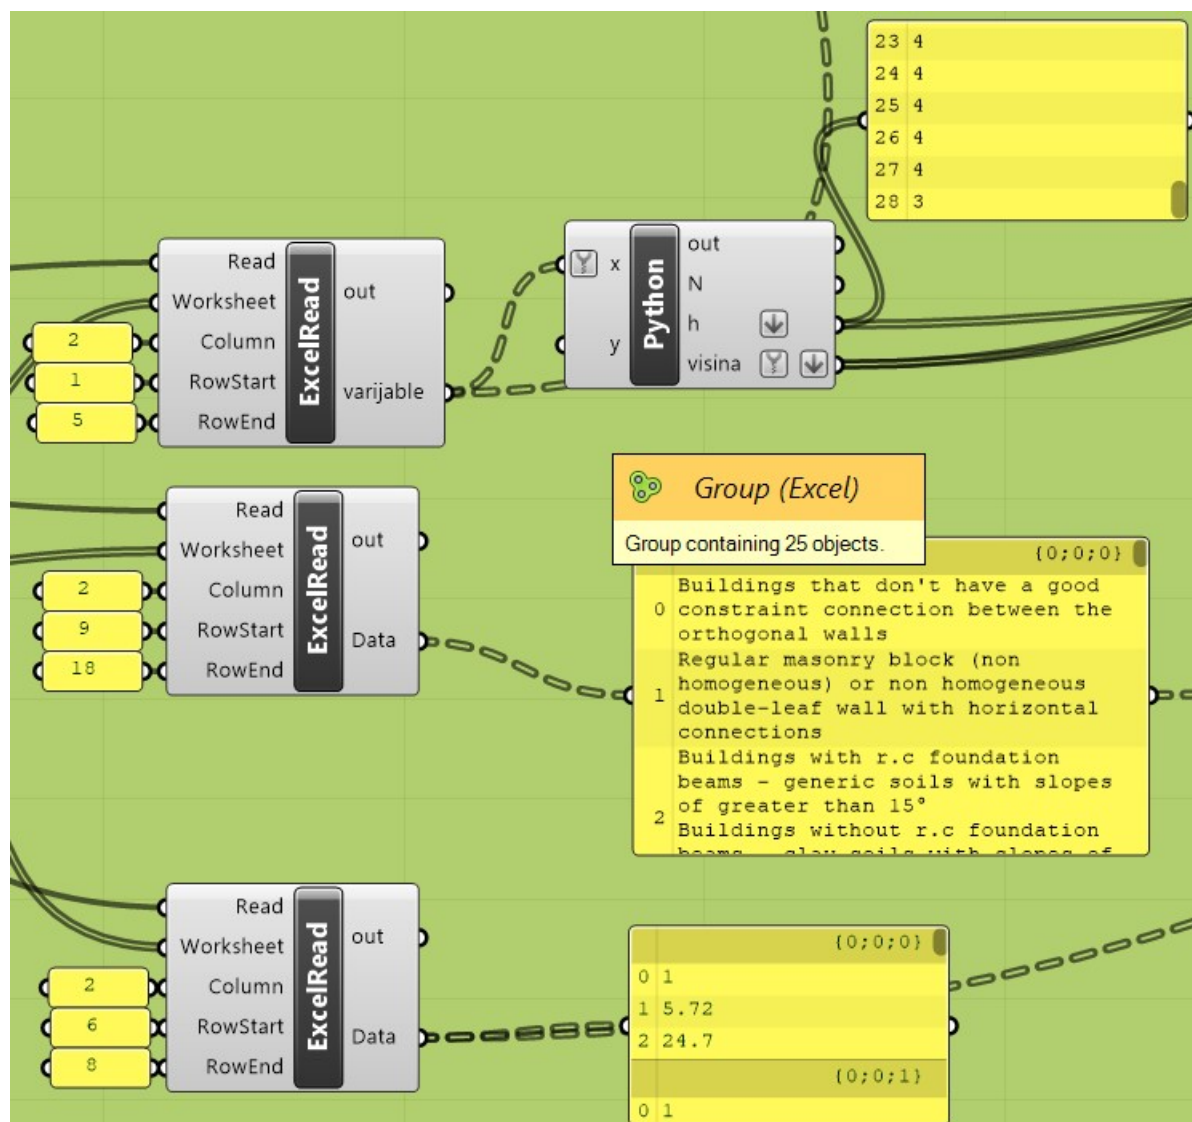 23 4
24 4
25 4
26 4
27 4
28 3
Read
Worksheet
Column
RowStart
RowEnd
ExcelRead
out
varijable
2
1
5
x
y
Python
out
N
h
visina
Group (Excel)
Group containing 25 objects.
Read
Worksheet
Column
RowStart
RowEnd
ExcelRead
out
Data
2
9
18
{0;0;0}
0 Buildings that don't have a good
constraint connection between the
orthogonal walls
1 Regular masonry block (non
homogeneous) or non homogeneous
double-leaf wall with horizontal
connections
2 Buildings with r.c foundation
beams - generic soils with slopes
of greater than 15°
Buildings without r.c foundation
beams - clay soils with slopes of
Read
Worksheet
Column
RowStart
RowEnd
ExcelRead
out
Data
2
6
8
{0;0;0}
0 1
1 5.72
2 24.7
{0;0;1}
0 1